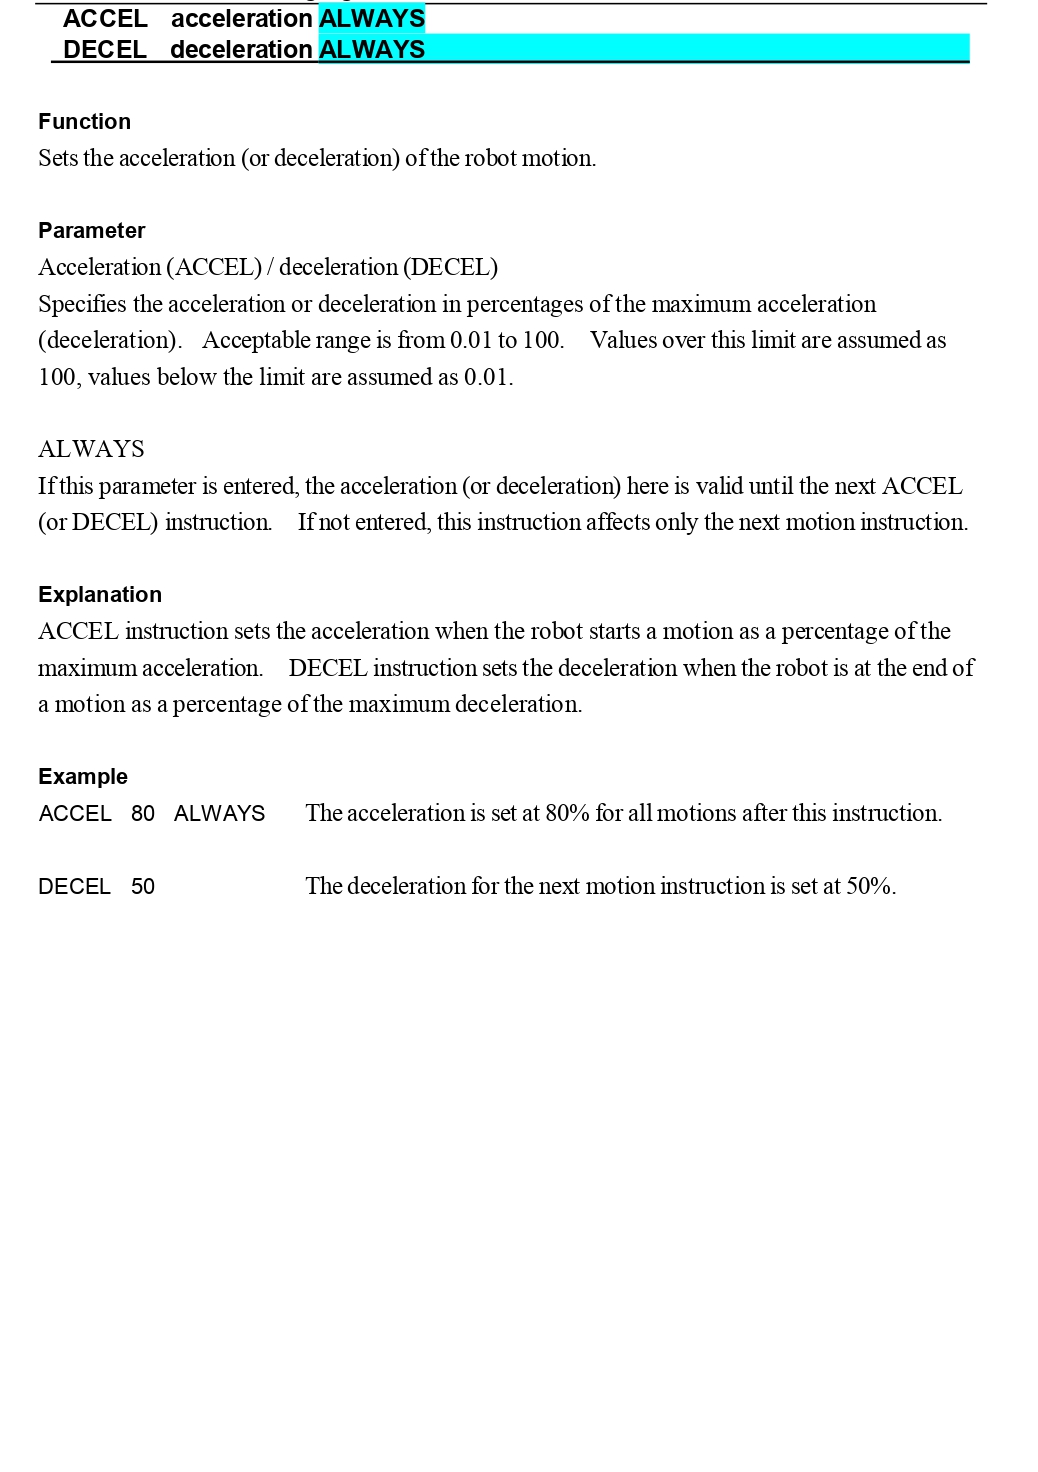 ACCEL acceleration ALWAYS
DECEL deceleration ALWAYS
Function
Sets the acceleration (or deceleration) of the robot motion.
Parameter
Acceleration (ACCEL) / deceleration (DECEL)
Specifies the acceleration or deceleration in percentages of the maximum acceleration
(deceleration). Acceptable range is from 0.01 to 100. Values over this limit are assumed as
100, values below the limit are assumed as 0.01.
ALWAYS
If this parameter is entered, the acceleration (or deceleration) here is valid until the next ACCEL
(or DECEL) instruction. If not entered, this instruction affects only the next motion instruction.
Explanation
ACCEL instruction sets the acceleration when the robot starts a motion as a percentage of the
maximum acceleration. DECEL instruction sets the deceleration when the robot is at the end of
a motion as a percentage of the maximum deceleration.
Example
ACCEL 80 ALWAYS The acceleration is set at 80% for all motions after this instruction.
DECEL 50 The deceleration for the next motion instruction is set at 50%.